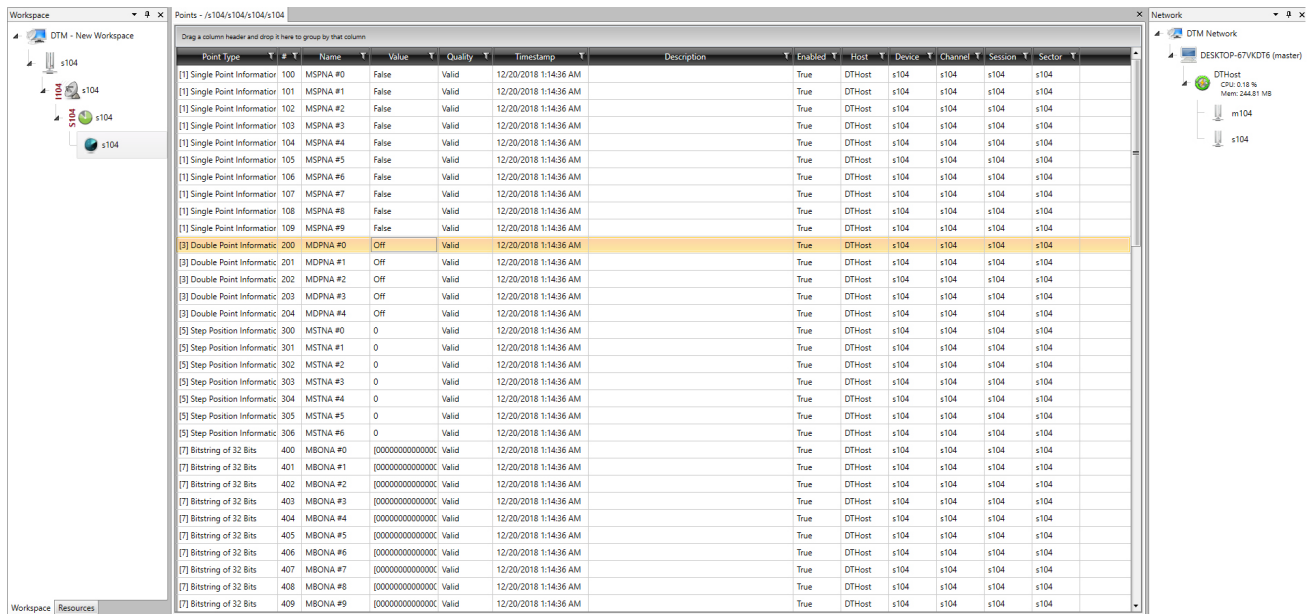 Workspace
DTM - New Workspace
s104
I104 s104
S104 s104
s104
Workspace Resources
Points - /s104/s104/s104/s104
Drag a column header and drop it here to group by that column
Point Type # Name Value Quality Timestamp Description Enabled Host Device Channel Session Sector
[1] Single Point Information 100 MSPNA #0 False Valid 12/20/2018 1:14:36 AM True DTHost s104 s104 s104 s104
[1] Single Point Information 101 MSPNA #1 False Valid 12/20/2018 1:14:36 AM True DTHost s104 s104 s104 s104
[1] Single Point Information 102 MSPNA #2 False Valid 12/20/2018 1:14:36 AM True DTHost s104 s104 s104 s104
[1] Single Point Information 103 MSPNA #3 False Valid 12/20/2018 1:14:36 AM True DTHost s104 s104 s104 s104
[1] Single Point Information 104 MSPNA #4 False Valid 12/20/2018 1:14:36 AM True DTHost s104 s104 s104 s104
[1] Single Point Information 105 MSPNA #5 False Valid 12/20/2018 1:14:36 AM True DTHost s104 s104 s104 s104
[1] Single Point Information 106 MSPNA #6 False Valid 12/20/2018 1:14:36 AM True DTHost s104 s104 s104 s104
[1] Single Point Information 107 MSPNA #7 False Valid 12/20/2018 1:14:36 AM True DTHost s104 s104 s104 s104
[1] Single Point Information 108 MSPNA #8 False Valid 12/20/2018 1:14:36 AM True DTHost s104 s104 s104 s104
[1] Single Point Information 109 MSPNA #9 False Valid 12/20/2018 1:14:36 AM True DTHost s104 s104 s104 s104
[3] Double Point Informatic 200 MDPNA #0 Off Valid 12/20/2018 1:14:36 AM True DTHost s104 s104 s104 s104
[3] Double Point Informatic 201 MDPNA #1 Off Valid 12/20/2018 1:14:36 AM True DTHost s104 s104 s104 s104
[3] Double Point Informatic 202 MDPNA #2 Off Valid 12/20/2018 1:14:36 AM True DTHost s104 s104 s104 s104
[3] Double Point Informatic 203 MDPNA #3 Off Valid 12/20/2018 1:14:36 AM True DTHost s104 s104 s104 s104
[3] Double Point Informatic 204 MDPNA #4 Off Valid 12/20/2018 1:14:36 AM True DTHost s104 s104 s104 s104
[5] Step Position Informatic 300 MSTNA #0 0 Valid 12/20/2018 1:14:36 AM True DTHost s104 s104 s104 s104
[5] Step Position Informatic 301 MSTNA #1 0 Valid 12/20/2018 1:14:36 AM True DTHost s104 s104 s104 s104
[5] Step Position Informatic 302 MSTNA #2 0 Valid 12/20/2018 1:14:36 AM True DTHost s104 s104 s104 s104
[5] Step Position Informatic 303 MSTNA #3 0 Valid 12/20/2018 1:14:36 AM True DTHost s104 s104 s104 s104
[5] Step Position Informatic 304 MSTNA #4 0 Valid 12/20/2018 1:14:36 AM True DTHost s104 s104 s104 s104
[5] Step Position Informatic 305 MSTNA #5 0 Valid 12/20/2018 1:14:36 AM True DTHost s104 s104 s104 s104
[5] Step Position Informatic 306 MSTNA #6 0 Valid 12/20/2018 1:14:36 AM True DTHost s104 s104 s104 s104
[7] Bitstring of 32 Bits 400 MBONA #0 [00000000000000 Valid 12/20/2018 1:14:36 AM True DTHost s104 s104 s104 s104
[7] Bitstring of 32 Bits 401 MBONA #1 [00000000000000 Valid 12/20/2018 1:14:36 AM True DTHost s104 s104 s104 s104
[7] Bitstring of 32 Bits 402 MBONA #2 [00000000000000 Valid 12/20/2018 1:14:36 AM True DTHost s104 s104 s104 s104
[7] Bitstring of 32 Bits 403 MBONA #3 [00000000000000 Valid 12/20/2018 1:14:36 AM True DTHost s104 s104 s104 s104
[7] Bitstring of 32 Bits 404 MBONA #4 [00000000000000 Valid 12/20/2018 1:14:36 AM True DTHost s104 s104 s104 s104
[7] Bitstring of 32 Bits 405 MBONA #5 [00000000000000 Valid 12/20/2018 1:14:36 AM True DTHost s104 s104 s104 s104
[7] Bitstring of 32 Bits 406 MBONA #6 [00000000000000 Valid 12/20/2018 1:14:36 AM True DTHost s104 s104 s104 s104
[7] Bitstring of 32 Bits 407 MBONA #7 [00000000000000 Valid 12/20/2018 1:14:36 AM True DTHost s104 s104 s104 s104
[7] Bitstring of 32 Bits 408 MBONA #8 [00000000000000 Valid 12/20/2018 1:14:36 AM True DTHost s104 s104 s104 s104
[7] Bitstring of 32 Bits 409 MBONA #9 [00000000000000 Valid 12/20/2018 1:14:36 AM True DTHost s104 s104 s104 s104
Network
DTM Network
DESKTOP-67VKDT6 (master)
DTHost
CPU: 0.18 %
Mem: 244.81 MB
m104
s104